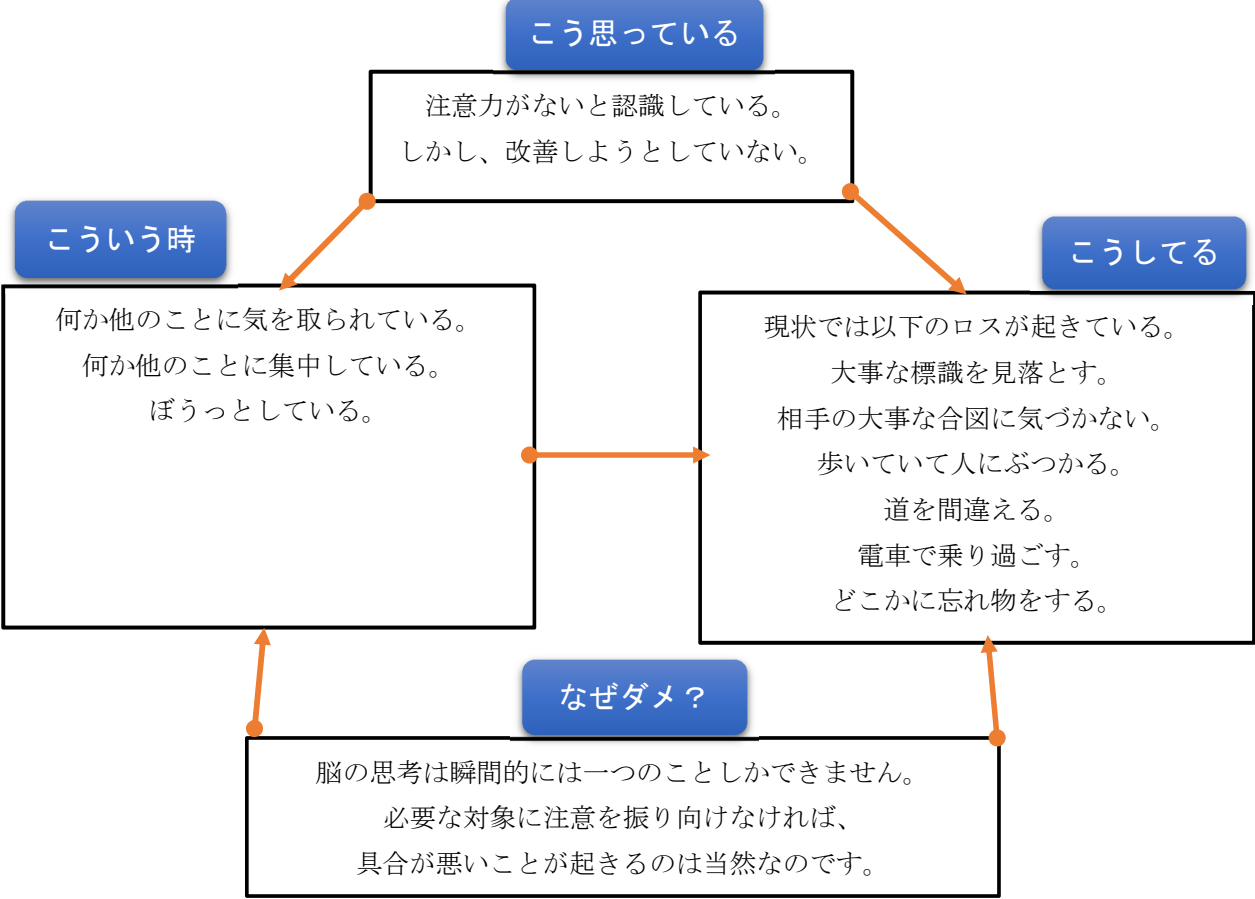 こう思っている
注意力がないと認識している。
しかし、改善しようとしていない。
こういう時
何か他のことに気を取られている。
何か他のことに集中している。
ぼうっとしている。
こうしてる
現状では以下のロスが起きている。
大事な標識を見落とす。
相手の大事な合図に気づかない。
歩いていて人にぶつかる。
道を間違える。
電車で乗り過ごす。
どこかに忘れ物をする。
なぜダメ？
脳の思考は瞬間的には一つのことしかできません。
必要な対象に注意を振り向けなければ、
具合が悪いことが起きるのは当然なのです。